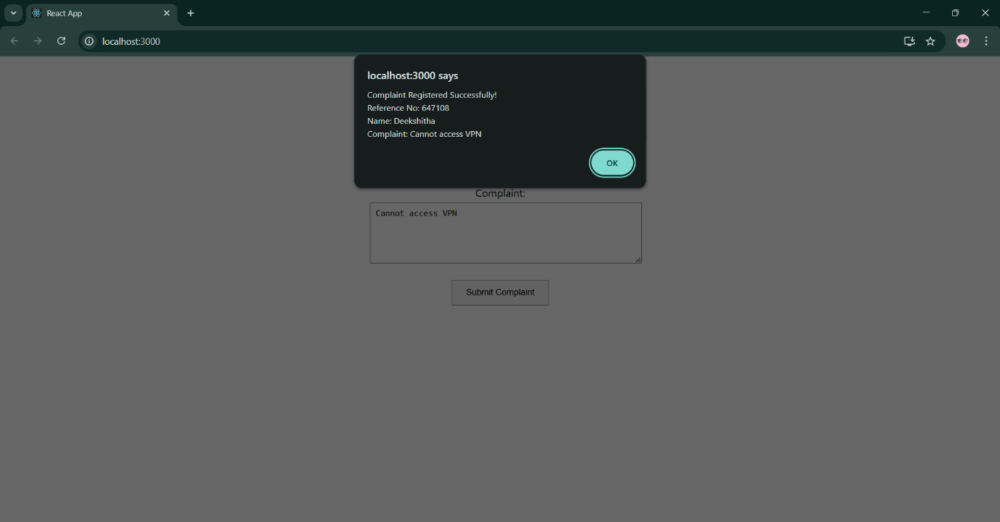 React App
localhost:3000
localhost:3000 says
Complaint Registered Successfully!
Reference No: 647108
Name: Deekshitha
Complaint: Cannot access VPN
OK
Complaint:
Cannot access VPN
Submit Complaint